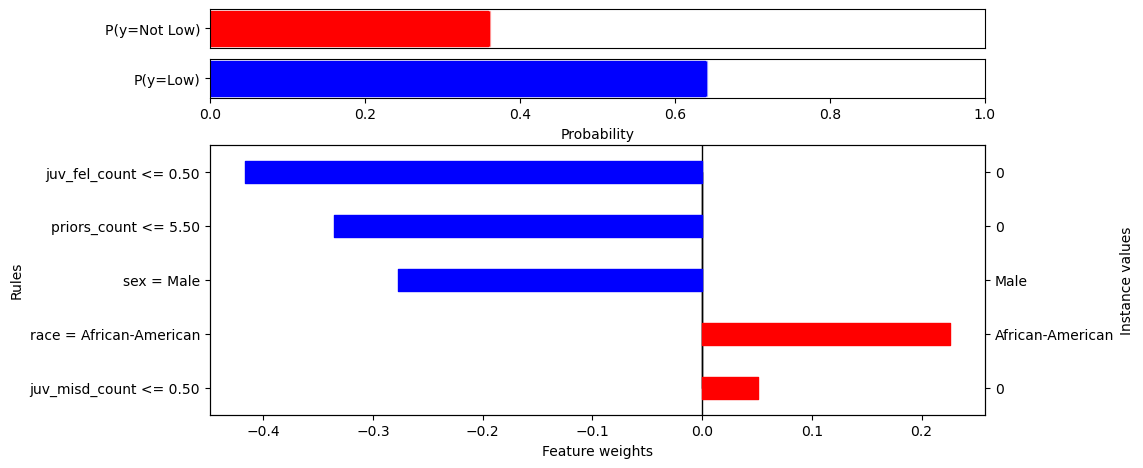 P(y=Not Low)
P(y=Low)
0.0 0.2 0.4 0.6 0.8 1.0
Probability
juv_fel_count <= 0.50 0
priors_count <= 5.50 0
sex = Male Male
race = African-American African-American
juv_misd_count <= 0.50 0
Rules
Instance values
−0.4 −0.3 −0.2 −0.1 0.0 0.1 0.2
Feature weights